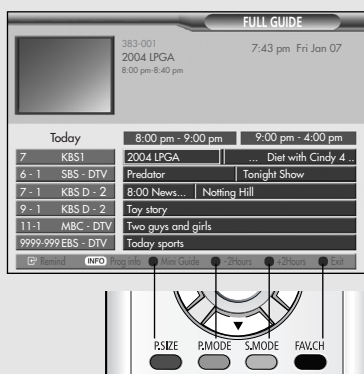 FULL GUIDE
383-001
2004 LPGA
8:00 pm-8:40 pm
7:43 pm Fri Jan 07
Today
8:00 pm - 9:00 pm
9:00 pm - 4:00 pm
7 KBS1
2004 LPGA
... Diet with Cindy 4 ..
6 - 1 SBS - DTV
Predator
Tonight Show
7 - 1 KBS D - 2
8:00 News...
Notting Hill
9 - 1 KBS D - 2
Toy story
11-1 MBC - DTV
Two guys and girls
9999-999 EBS - DTV
Today sports
Remind INFO Prog info Mini Guide -2Hours +2Hours Exit
P.SIZE P.MODE S.MODE FAV.CH